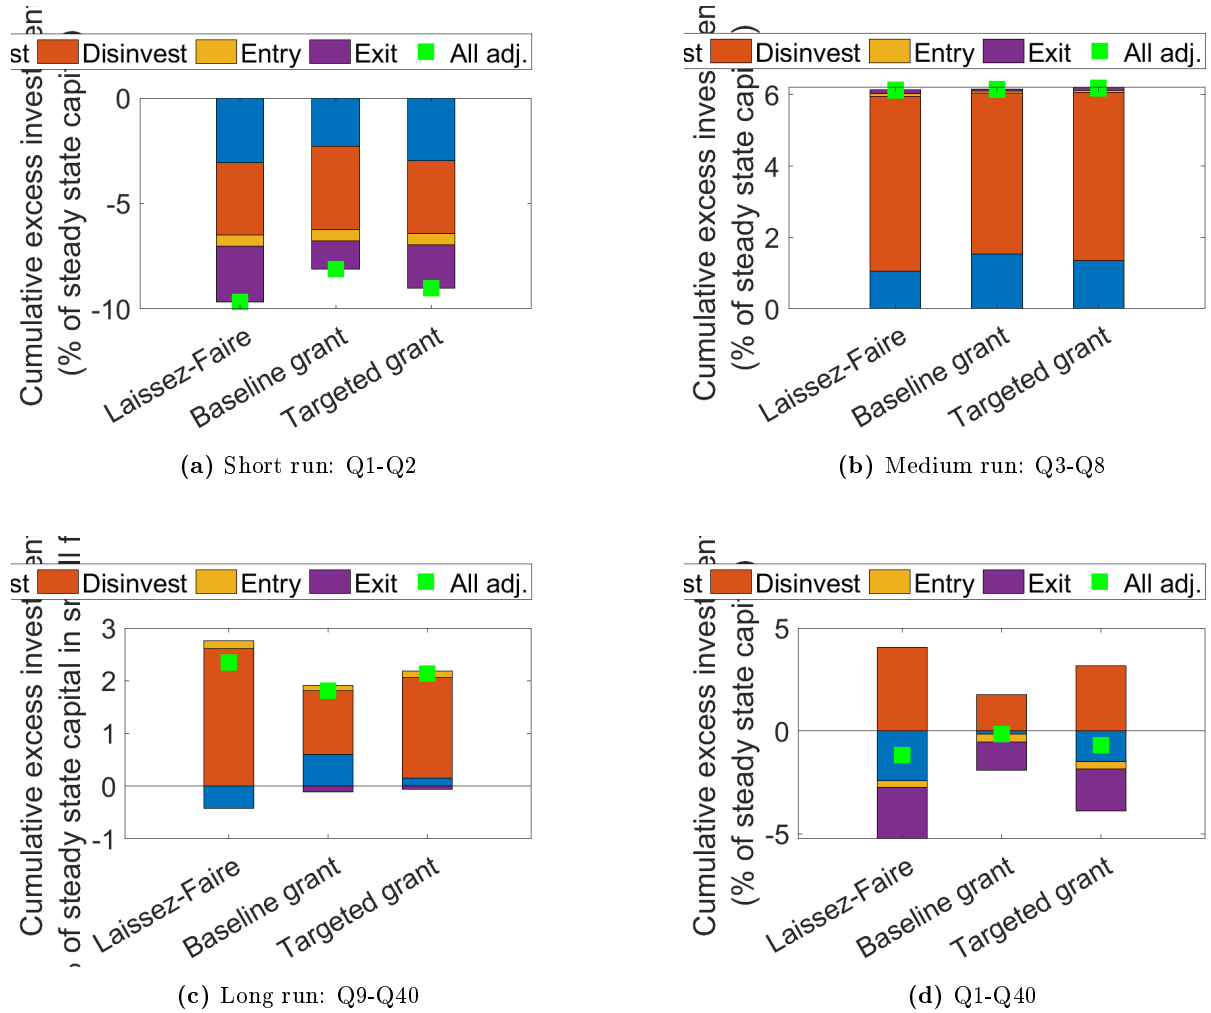 st Disinvest Entry Exit All adj.
Cumulative excess inves
(% of steady state capi
0
-5
-10
Laissez-Faire
Baseline grant
Targeted grant
(a) Short run: Q1-Q2
st Disinvest Entry Exit All adj.
Cumulative excess inves
(% of steady state capi
6
4
2
0
Laissez-Faire
Baseline grant
Targeted grant
(b) Medium run: Q3-Q8
st Disinvest Entry Exit All adj.
Cumulative excess inves
of steady state capital in
3
2
1
0
-1
Laissez-Faire
Baseline grant
Targeted grant
(c) Long run: Q9-Q40
st Disinvest Entry Exit All adj.
Cumulative excess inves
(% of steady state capi
5
0
-5
Laissez-Faire
Baseline grant
Targeted grant
(d) Q1-Q40